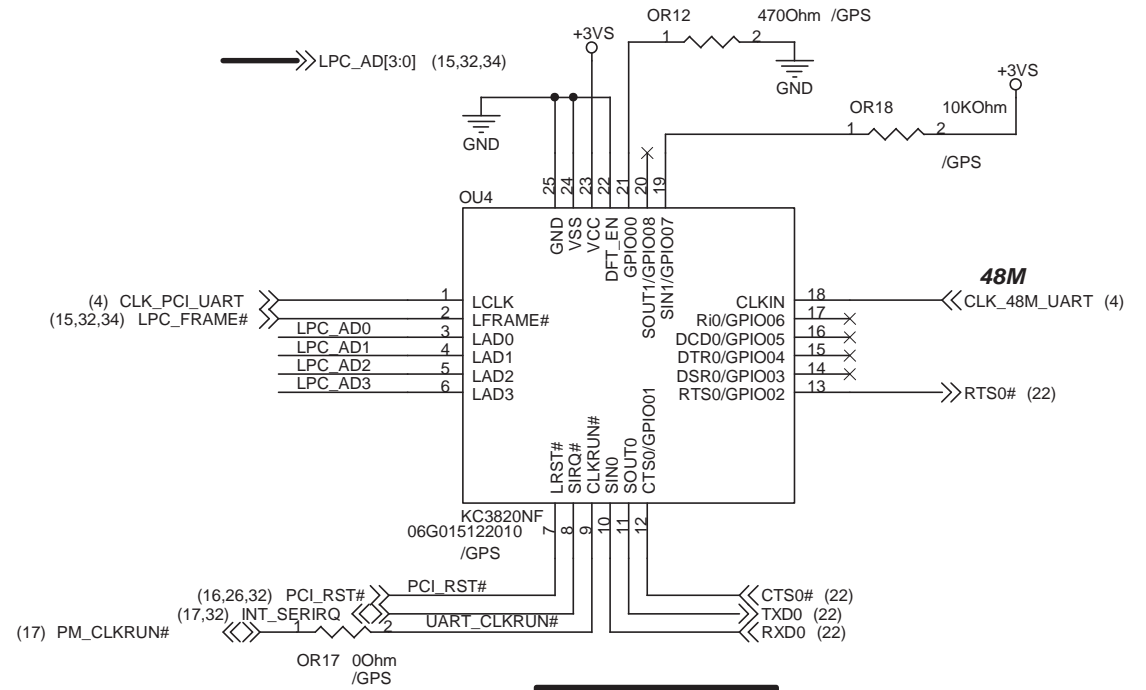 OR12 470Ohm /GPS
1 2
+3VS
LPC_AD[3:0] (15,32,34)
GND
+3VS
OR18 10KOhm
1 2
/GPS
GND
25 24 23 22 21 20 19
OU4
GND
VSS
VCC
DFT_EN
GPIO00
SOUT1/GPIO08
SIN1/GPIO07
48M
(4) CLK_PCI_UART 1 LCLK
(15,32,34) LPC_FRAME# 2 LFRAME#
LPC_AD0 3 LAD0
LPC_AD1 4 LAD1
LPC_AD2 5 LAD2
LPC_AD3 6 LAD3
CLKIN 18 CLK_48M_UART (4)
Ri0/GPIO06 17
DCD0/GPIO05 16
DTR0/GPIO04 15
DSR0/GPIO03 14
RTS0/GPIO02 13 RTS0# (22)
LRST#
SIRQ#
CLKRUN#
SIN0
SOUT0
CTS0/GPIO01
KC3820NF
06G015122010
/GPS
7 8 9 10 11 12
(16,26,32) PCI_RST# PCI_RST#
(17,32) INT_SERIRQ
(17) PM_CLKRUN# 1 2 UART_CLKRUN#
OR17 0Ohm
/GPS
CTS0# (22)
TXD0 (22)
RXD0 (22)